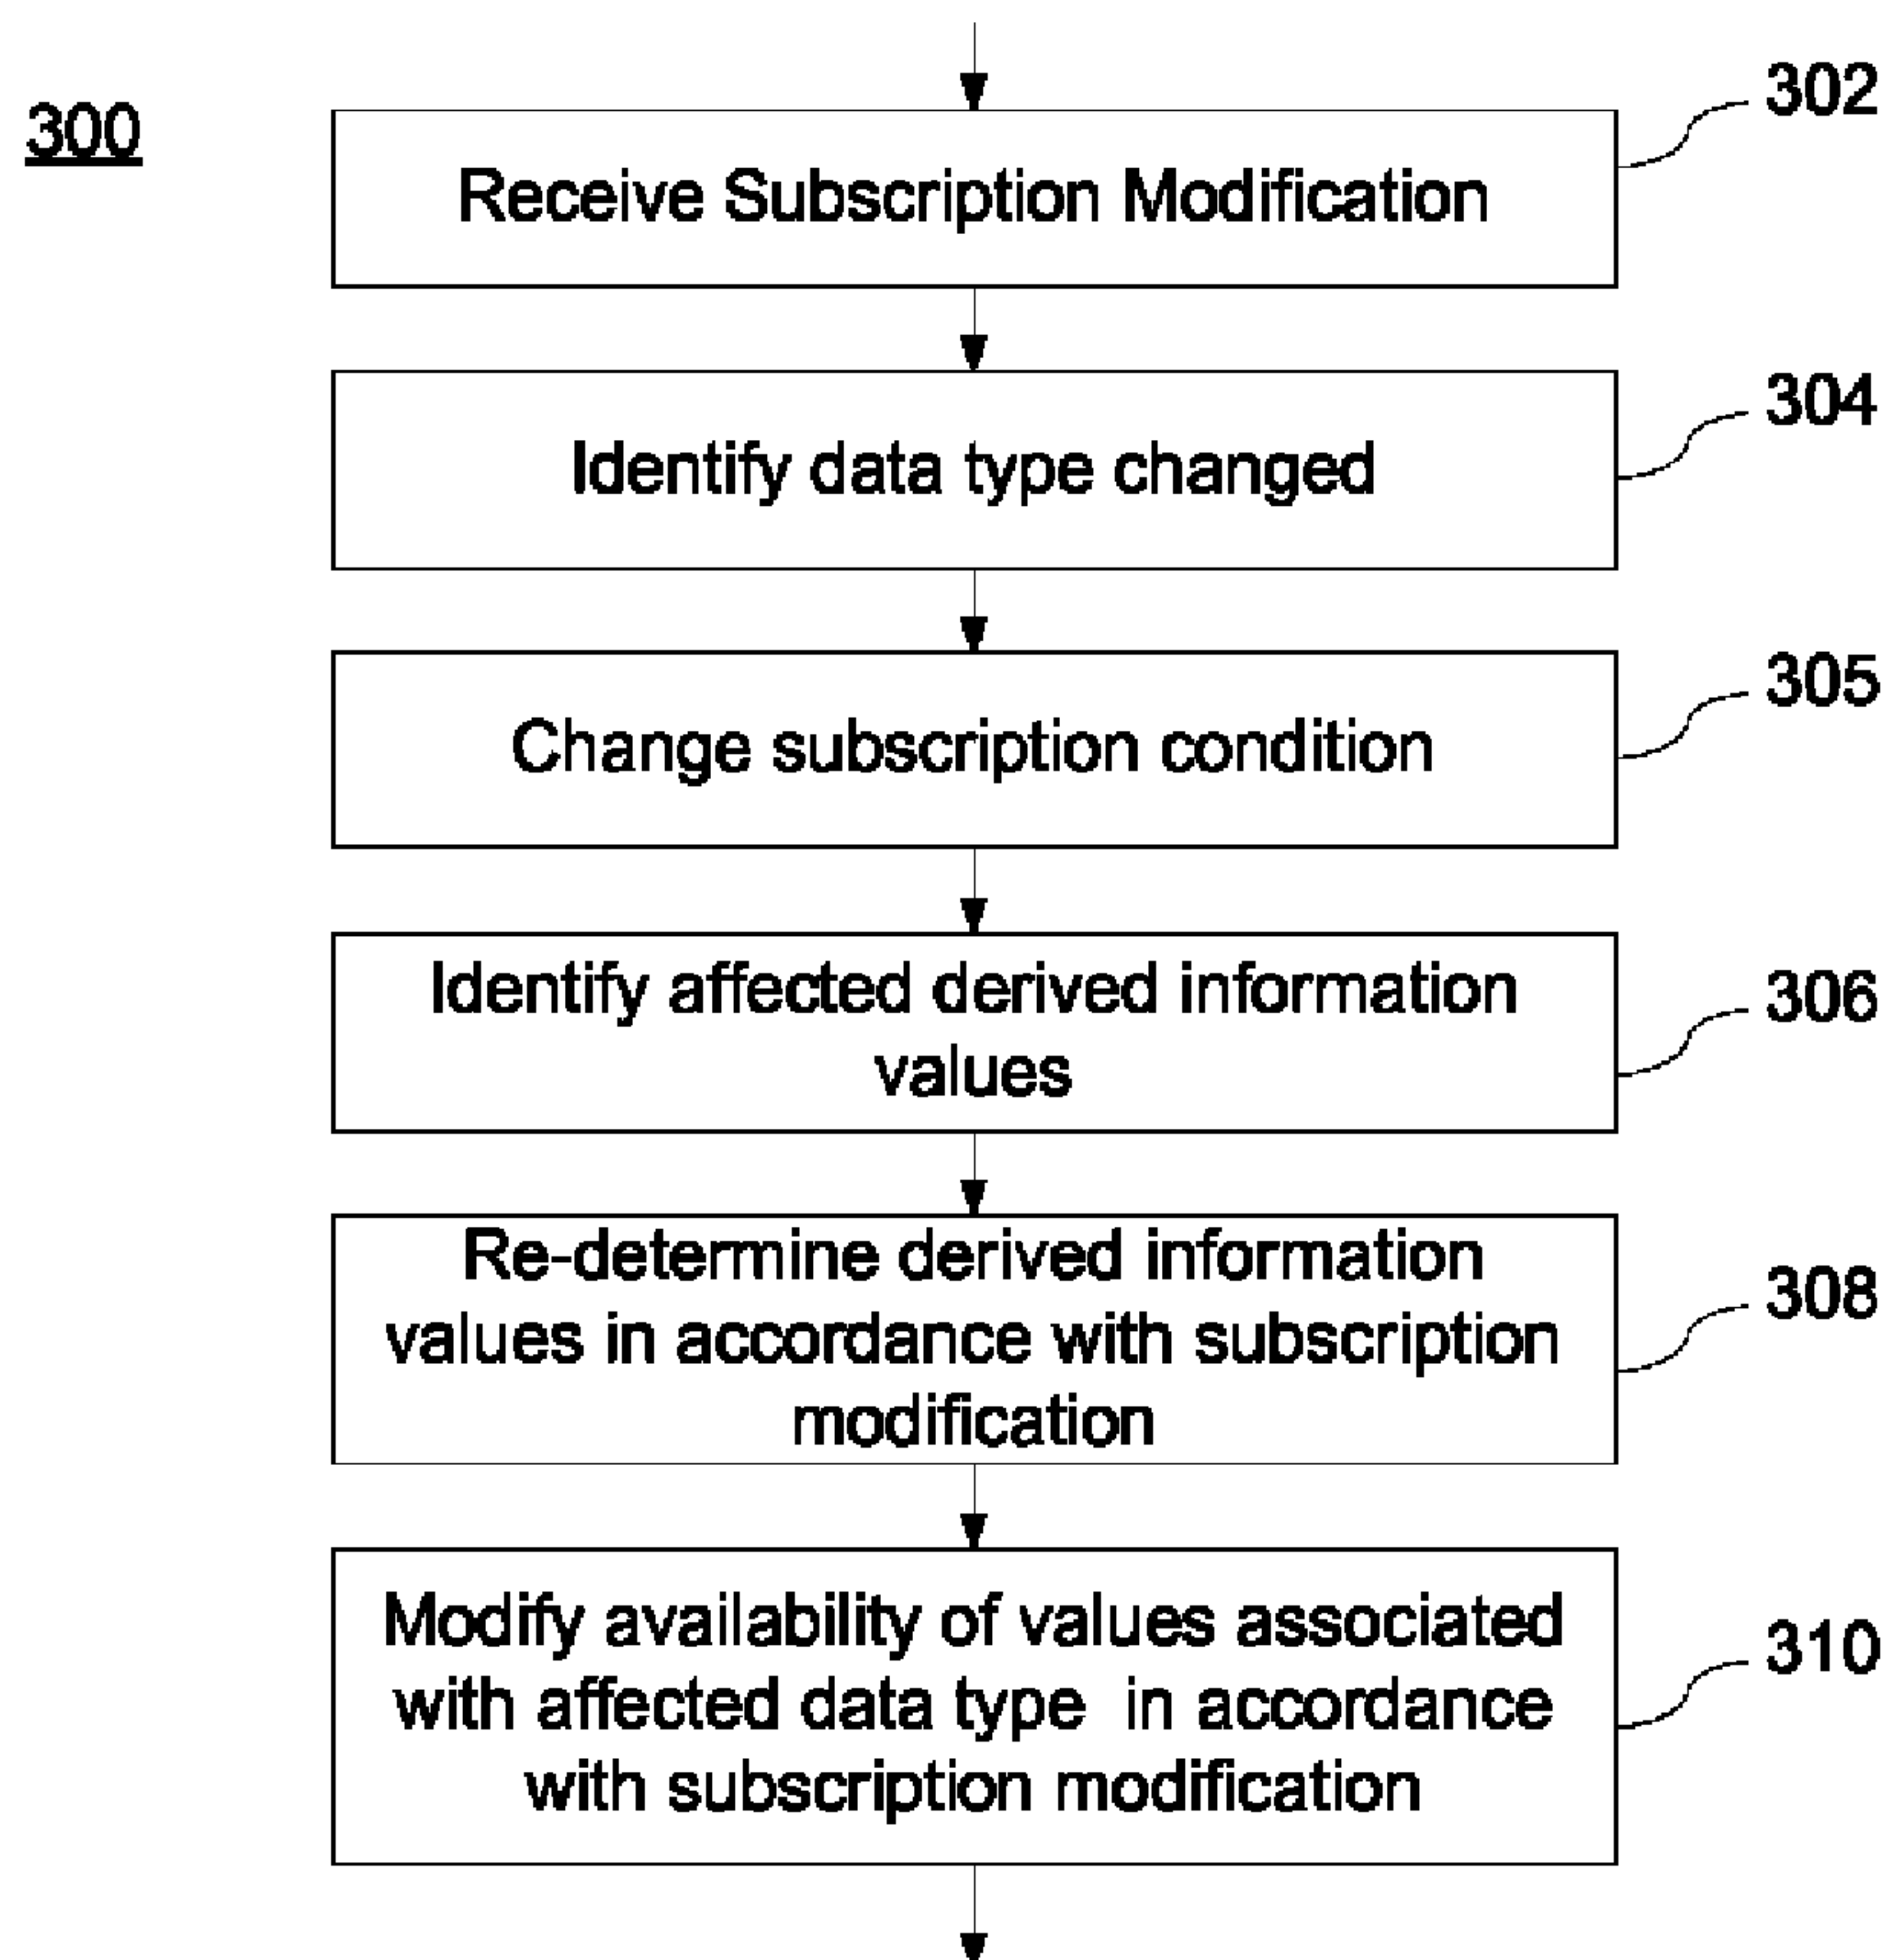 300
302
Receive Subscription Modification
304
Identify data type changed
305
Change subscription condition
306
Identify affected derived information
values
308
Re-determine derived information
values in accordance with subscription
modification
310
Modify availability of values associated
with affected data type in accordance
with subscription modification